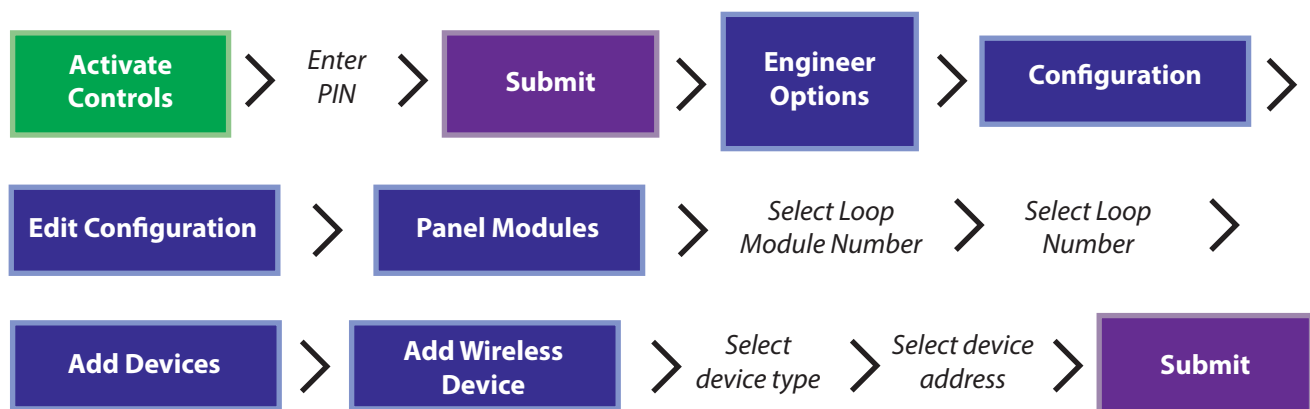 Activate
Controls
Enter
PIN
Submit
Engineer
Options
Configuration
Edit Configuration
Panel Modules
Select Loop
Module Number
Select Loop
Number
Add Devices
Add Wireless
Device
Select
device type
Select device
address
Submit